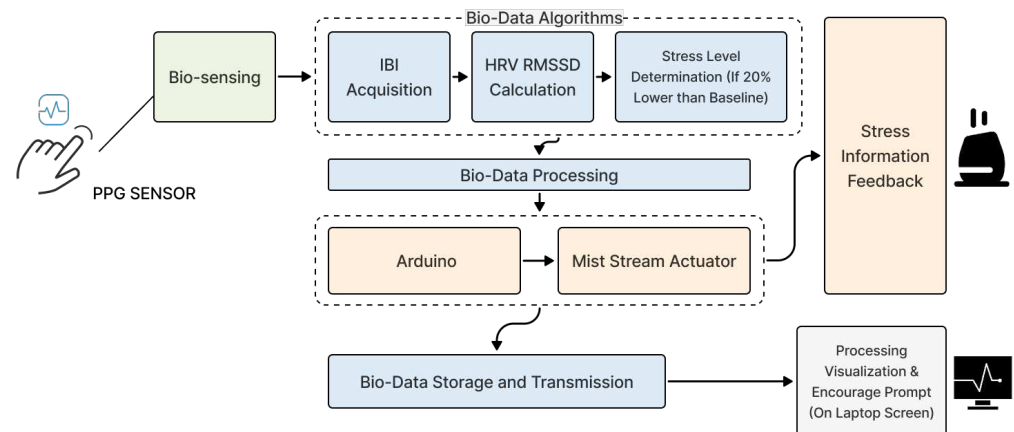 Bio-Data Algorithms
Bio-sensing
IBI
Acquisition
HRV RMSSD
Calculation
Stress Level
Determination (If 20%
Lower than Baseline)
Stress
Information
Feedback
PPG SENSOR
Bio-Data Processing
Arduino
Mist Stream Actuator
Bio-Data Storage and Transmission
Processing
Visualization &
Encourage Prompt
(On Laptop Screen)